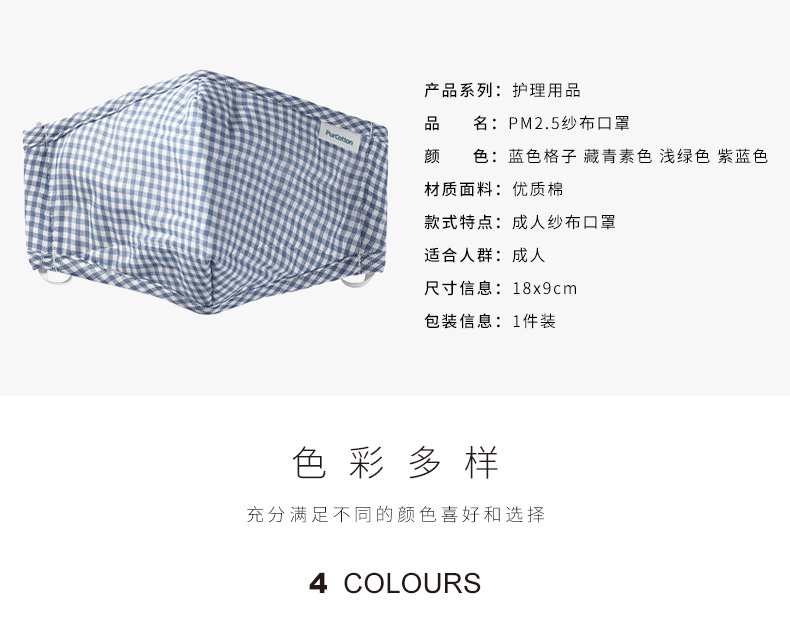 PurCotton
产品系列：护理用品
品　　名：PM2.5纱布口罩
颜　　色：蓝色格子 藏青素色 浅绿色 紫蓝色
材质面料：优质棉
款式特点：成人纱布口罩
适合人群：成人
尺寸信息：18x9cm
包装信息：1件装
色彩多样
充分满足不同的颜色喜好和选择
4 COLOURS